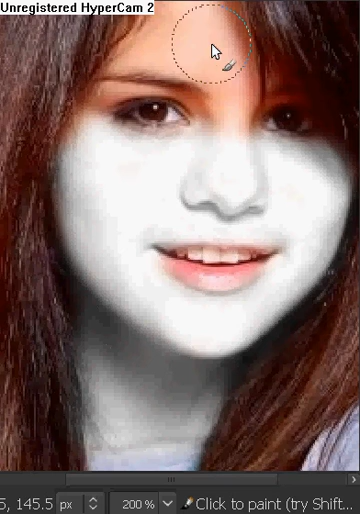 Unregistered HyperCam 2
5, 145.5 px 200 % Click to paint (try Shift...